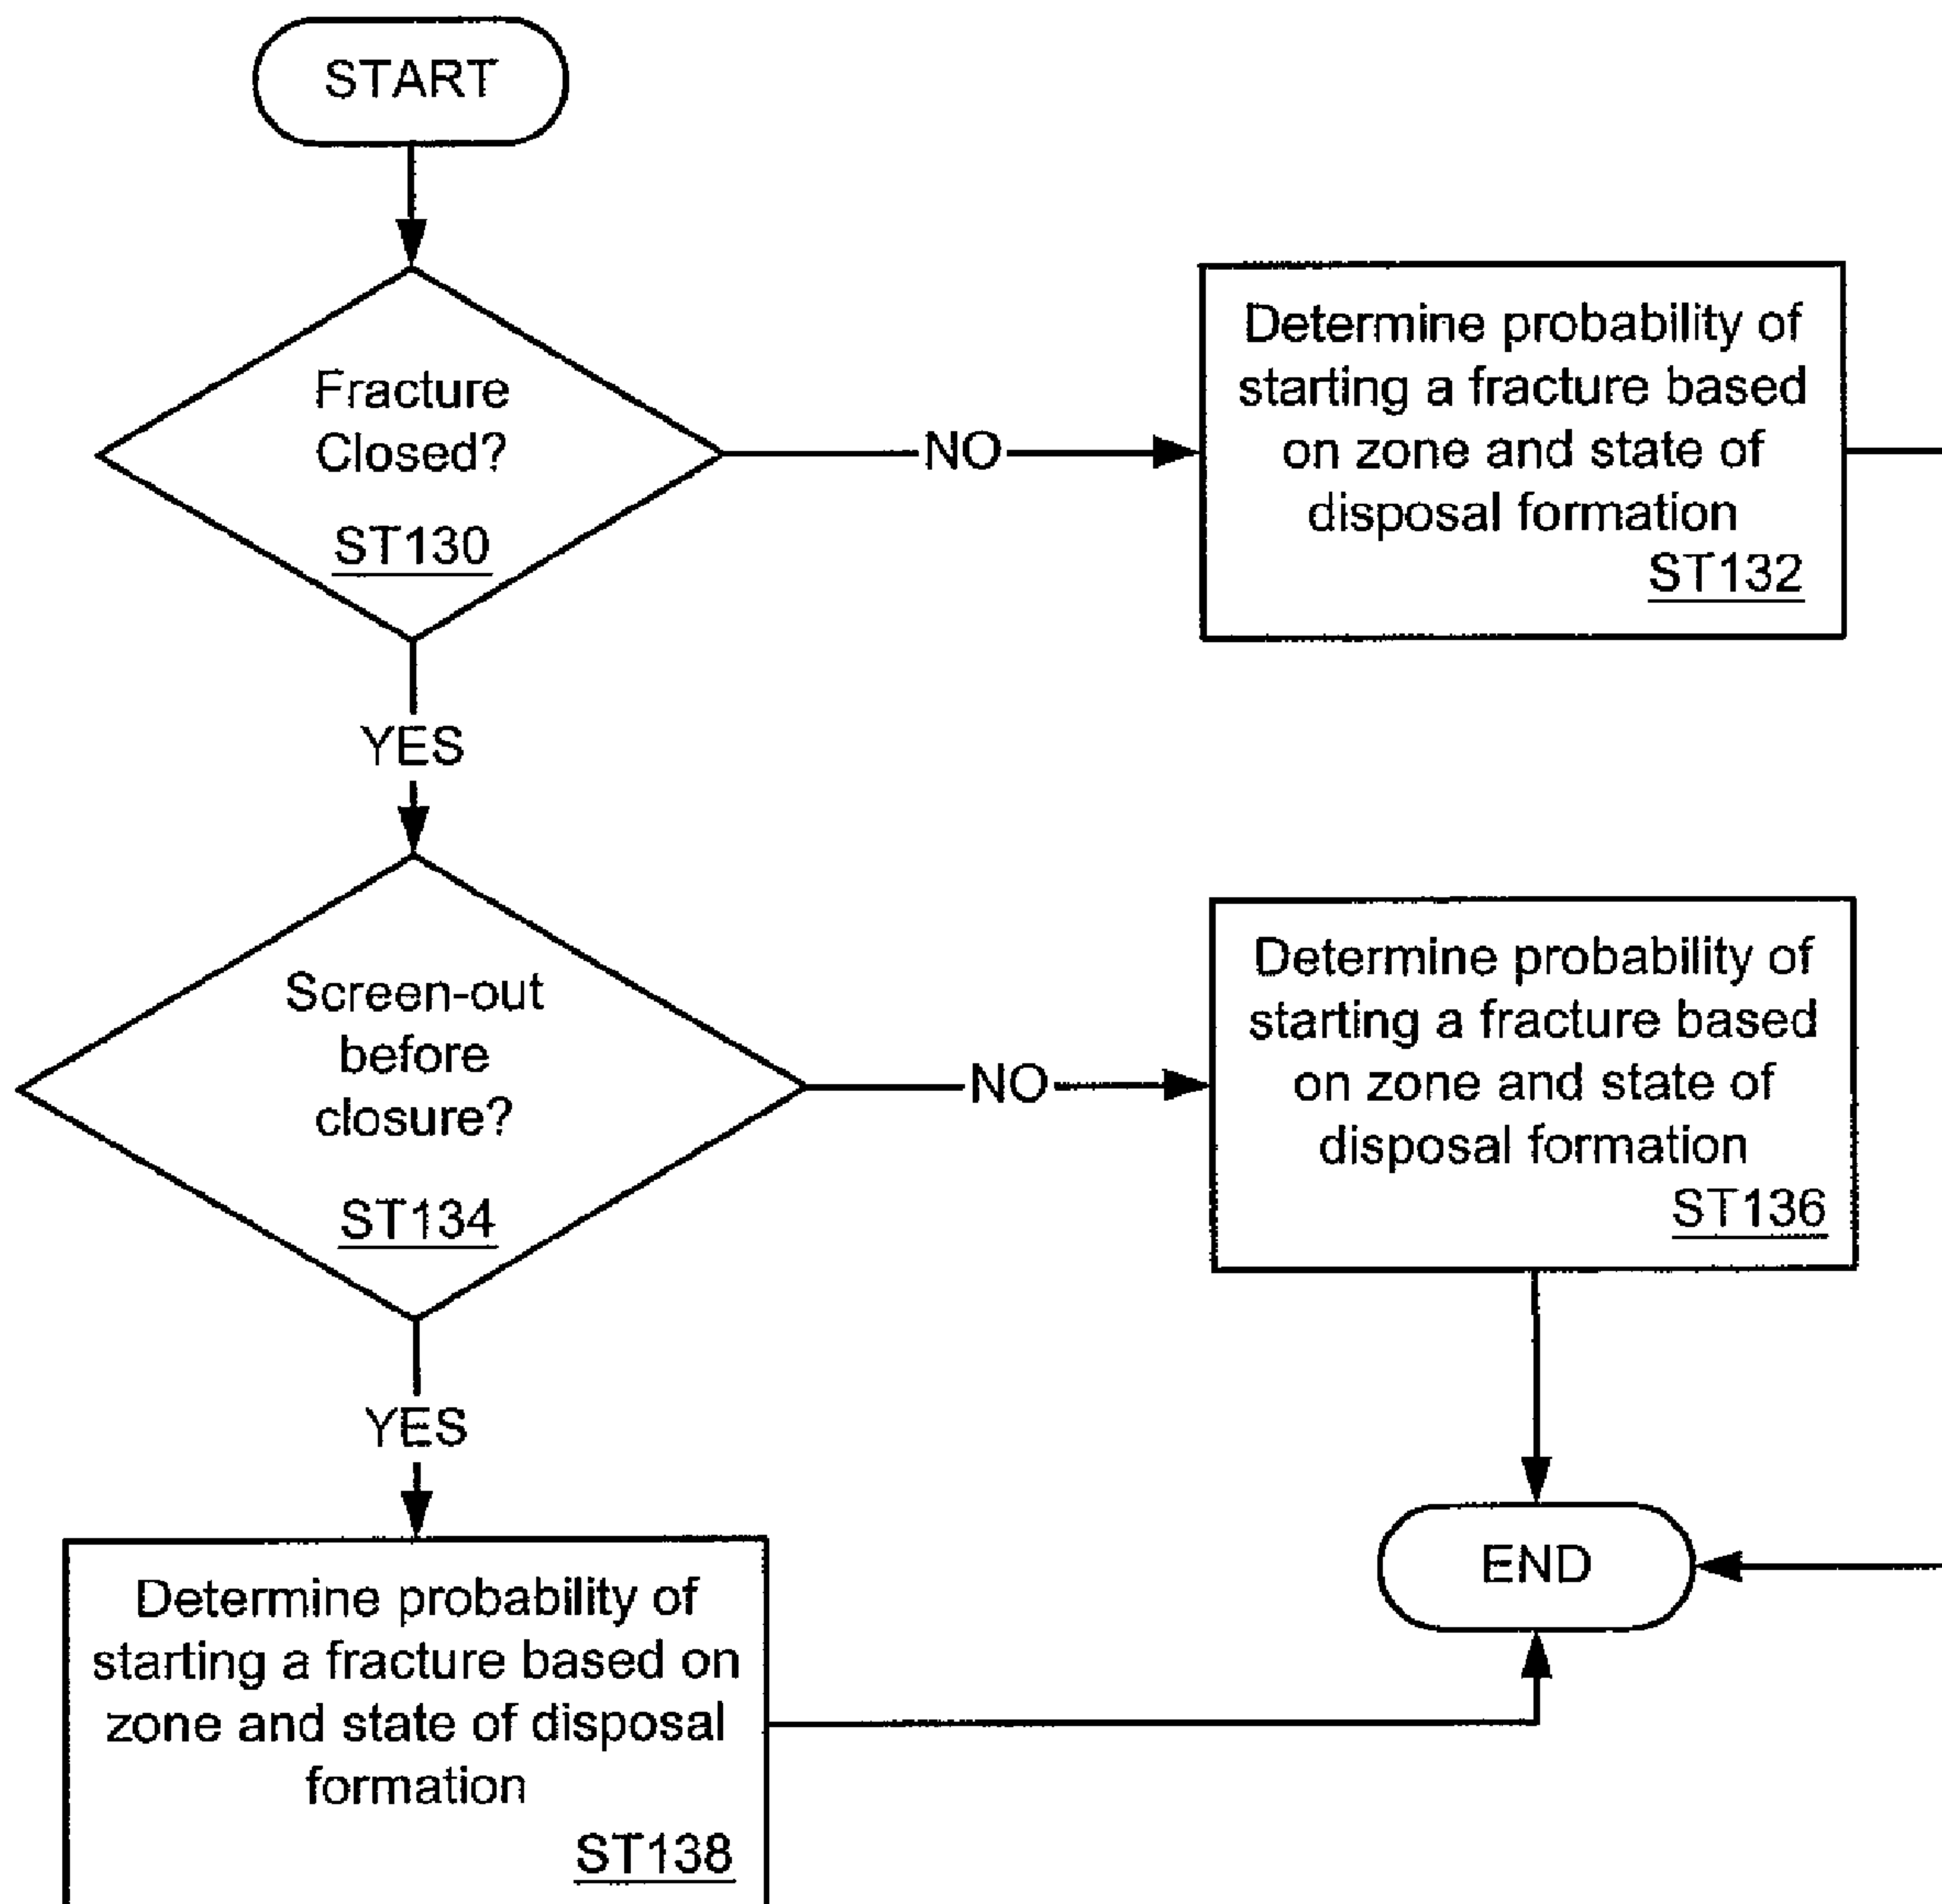 START
Fracture
Closed?
ST130
NO
Determine probability of
starting a fracture based
on zone and state of
disposal formation
ST132
YES
Screen-out
before
closure?
ST134
NO
Determine probability of
starting a fracture based
on zone and state of
disposal formation
ST136
YES
END
Determine probability of
starting a fracture based on
zone and state of disposal
formation
ST138